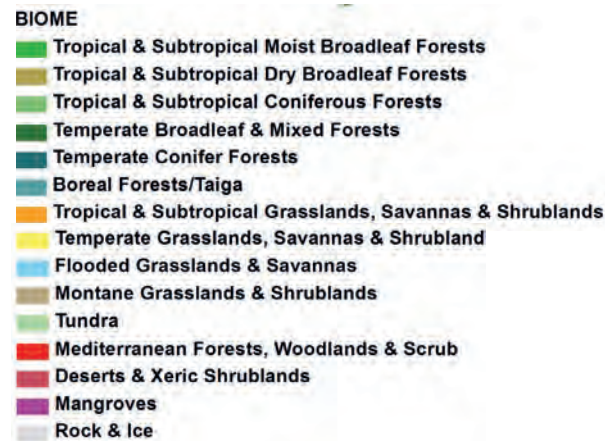 BIOME
Tropical & Subtropical Moist Broadleaf Forests
Tropical & Subtropical Dry Broadleaf Forests
Tropical & Subtropical Coniferous Forests
Temperate Broadleaf & Mixed Forests
Temperate Conifer Forests
Boreal Forests/Taiga
Tropical & Subtropical Grasslands, Savannas & Shrublands
Temperate Grasslands, Savannas & Shrubland
Flooded Grasslands & Savannas
Montane Grasslands & Shrublands
Tundra
Mediterranean Forests, Woodlands & Scrub
Deserts & Xeric Shrublands
Mangroves
Rock & Ice